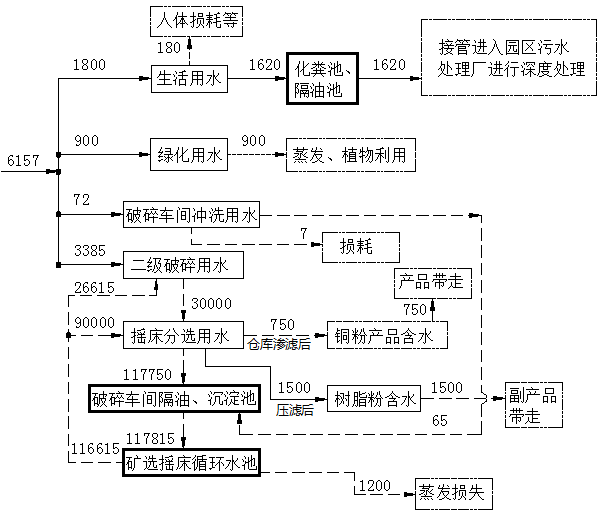 人体损耗等
180
1800
生活用水
1620
化粪池、
隔油池
1620
接管进入园区污水
处理厂进行深度处理
6157
900
绿化用水
900
蒸发、植物利用
72
破碎车间冲洗用水
7
损耗
3385
二级破碎用水
26615
30000
产品带走
750
90000
摇床分选用水
750
仓库渗滤后
铜粉产品含水
117750
1500
压滤后
树脂粉含水
1500
副产品
带走
破碎车间隔油、沉淀池
65
117815
116615
矿选摇床循环水池
1200
蒸发损失